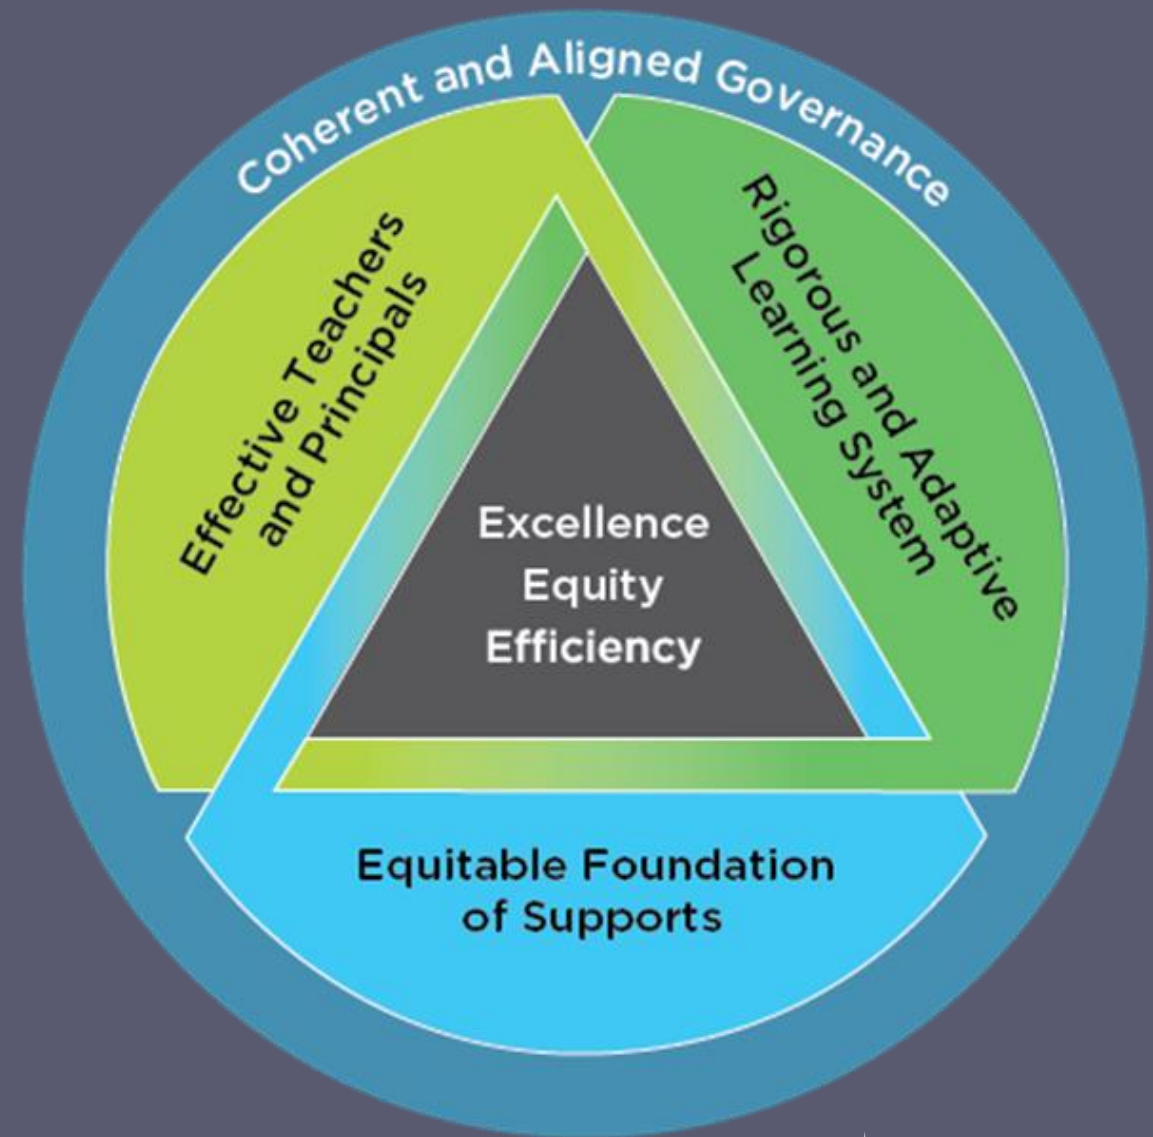 Coherent and Aligned Governance
Effective Teachers
and Principals
Rigorous and Adaptive
Learning System
Excellence
Equity
Efficiency
Equitable Foundation
of Supports